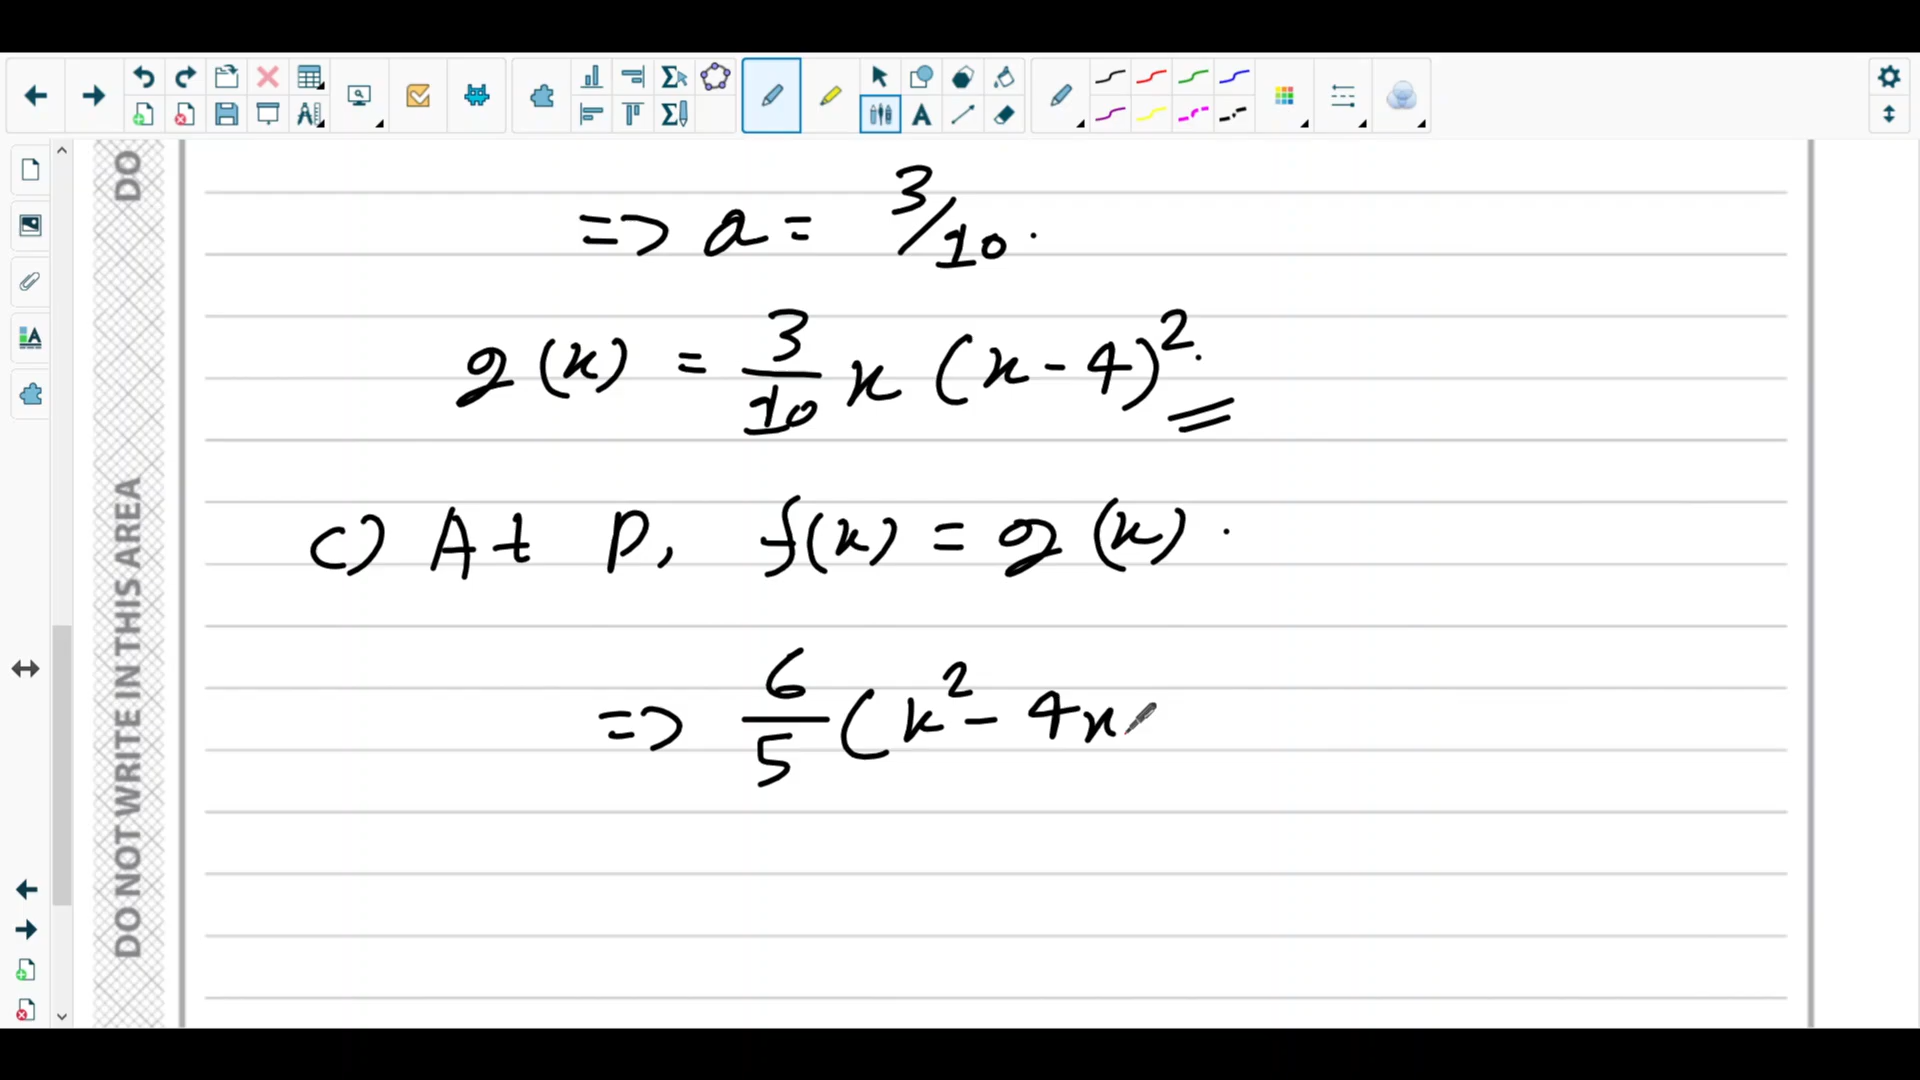 DO
=> a = 3/10.
g(x) = 3/10 x (x - 4)².
c) At P, f(x) = g(x).
=> 6/5 (x² - 4x
DO NOT WRITE IN THIS AREA